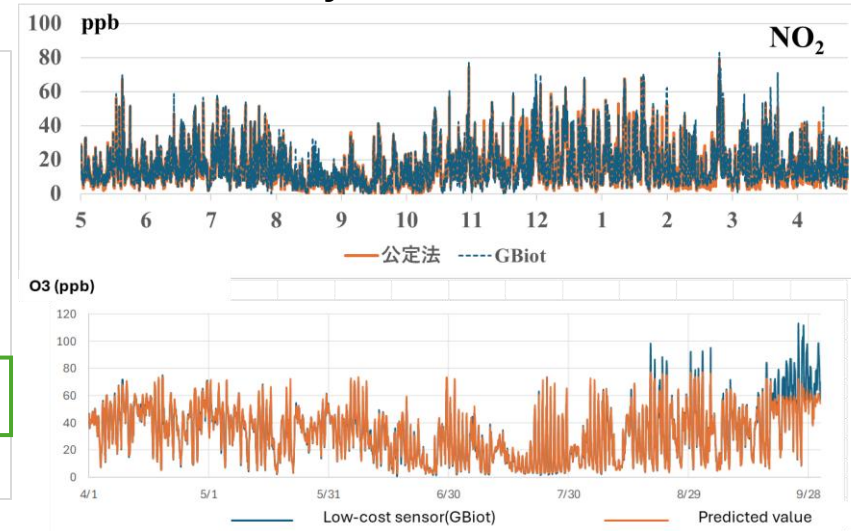 100 ppb
NO2
80
60
40
20
0
5 6 7 8 9 10 11 12 1 2 3 4
公定法 GBiot
O3 (ppb)
120
100
80
60
40
20
0
4/1 5/1 5/31 6/30 7/30 8/29 9/28
Low-cost sensor(GBiot) Predicted value